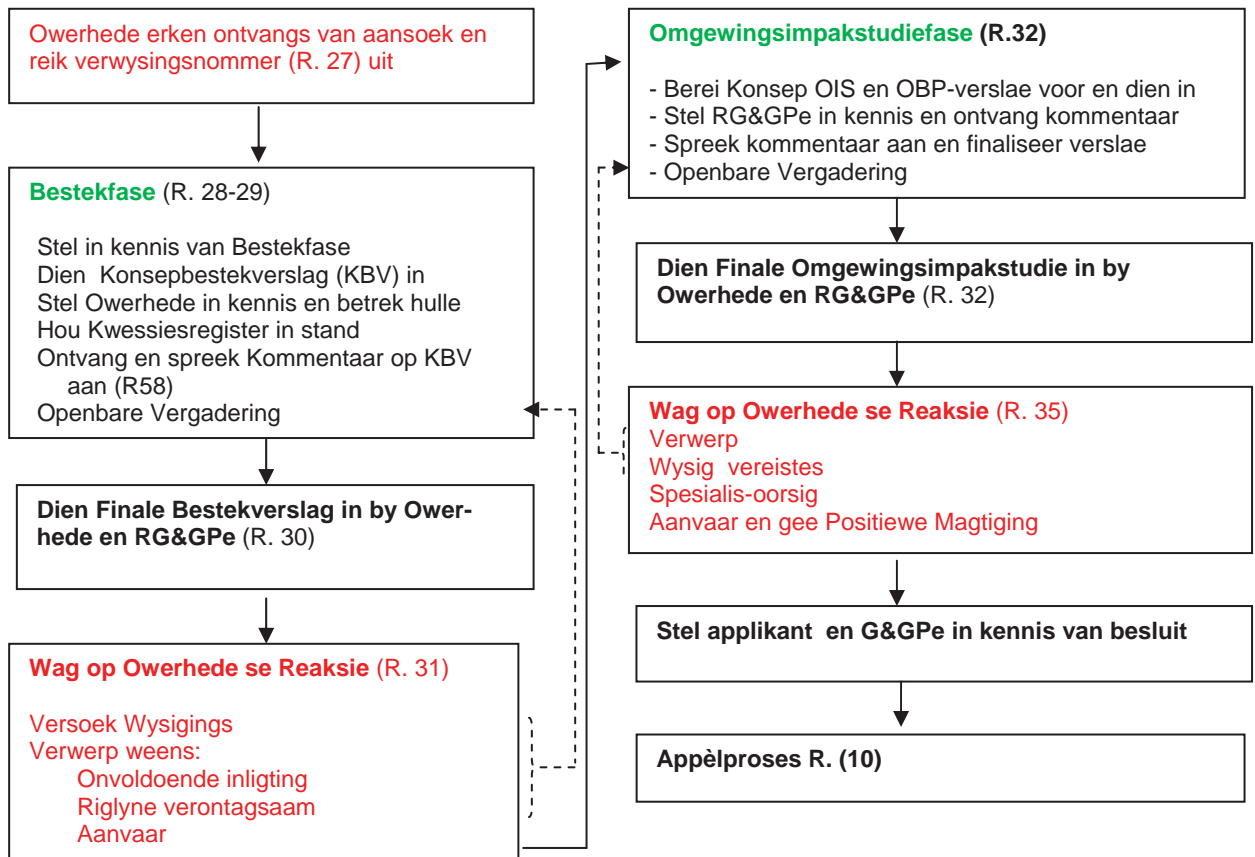 Owerhede erken ontvangs van aansoek en
reik verwysingsnommer (R. 27) uit
Bestekfase (R. 28-29)
Stel in kennis van Bestekfase
Dien Konsepbestekverslag (KBV) in
Stel Owerhede in kennis en betrek hulle
Hou Kwessiesregister in stand
Ontvang en spreek Kommentaar op KBV
aan (R58)
Openbare Vergadering
Dien Finale Bestekverslag in by Ower-
hede en RG&GPe (R. 30)
Wag op Owerhede se Reaksie (R. 31)
Versoek Wysigings
Verwerp weens:
Onvoldoende inligting
Riglyne verontagsaam
Aanvaar
Omgewingsimpakstudiefase (R.32)
- Berei Konsep OIS en OBP-verslae voor en dien in
- Stel RG&GPe in kennis en ontvang kommentaar
- Spreek kommentaar aan en finaliseer verslae
- Openbare Vergadering
Dien Finale Omgewingsimpakstudie in by
Owerhede en RG&GPe (R. 32)
Wag op Owerhede se Reaksie (R. 35)
Verwerp
Wysig vereistes
Spesialis-oorsig
Aanvaar en gee Positiewe Magtiging
Stel applikant en G&GPe in kennis van besluit
Appèlproses R. (10)